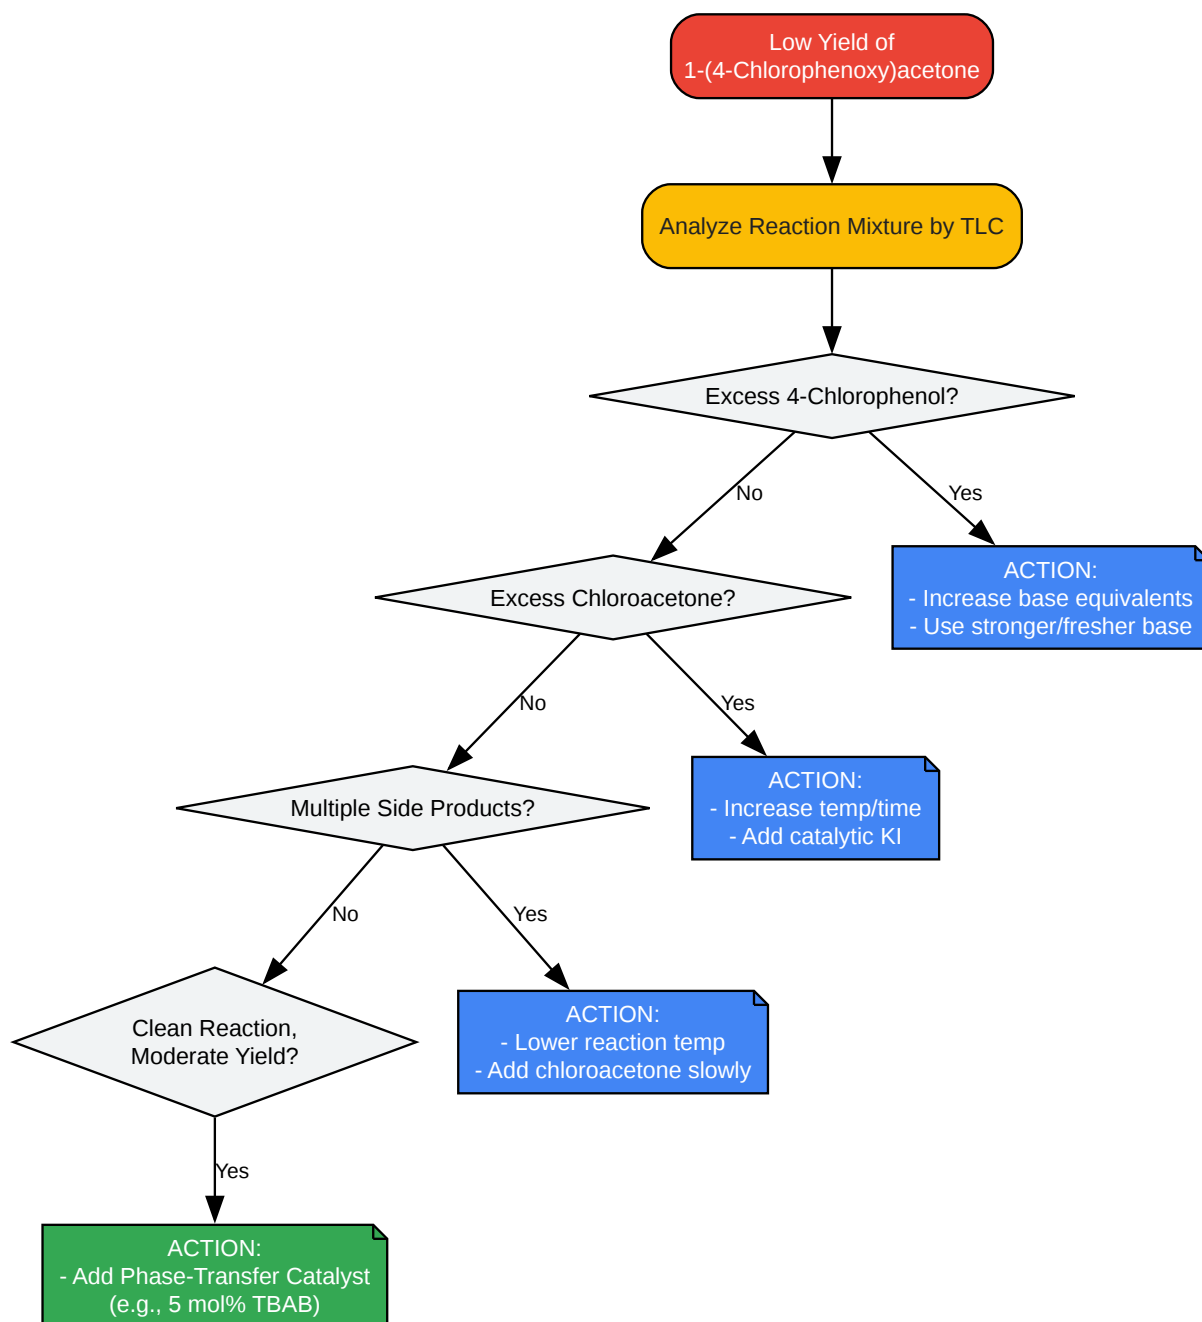 Low Yield of
1-(4-Chlorophenoxy)acetone
Analyze Reaction Mixture by TLC
Excess 4-Chlorophenol?
No
Yes
ACTION:
- Increase base equivalents
- Use stronger/fresher base
Excess Chloroacetone?
No
Yes
ACTION:
- Increase temp/time
- Add catalytic KI
Multiple Side Products?
No
Yes
ACTION:
- Lower reaction temp
- Add chloroacetone slowly
Clean Reaction,
Moderate Yield?
Yes
ACTION:
- Add Phase-Transfer Catalyst
(e.g., 5 mol% TBAB)